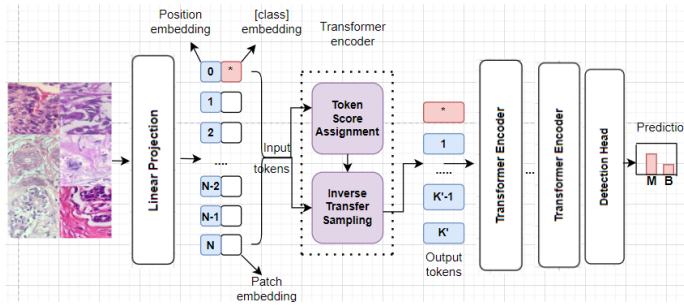 Position
embedding
[class]
embedding
Transformer
encoder
Linear Projection
0 *
1
2
....
N-2
N-1
N
Patch
embedding
Input
tokens
Token
Score
Assignment
Inverse
Transfer
Sampling
*
1
.....
K'-1
K'
Output
tokens
Transformer Encoder
...
Transformer Encoder
Detection Head
Predictio
M B